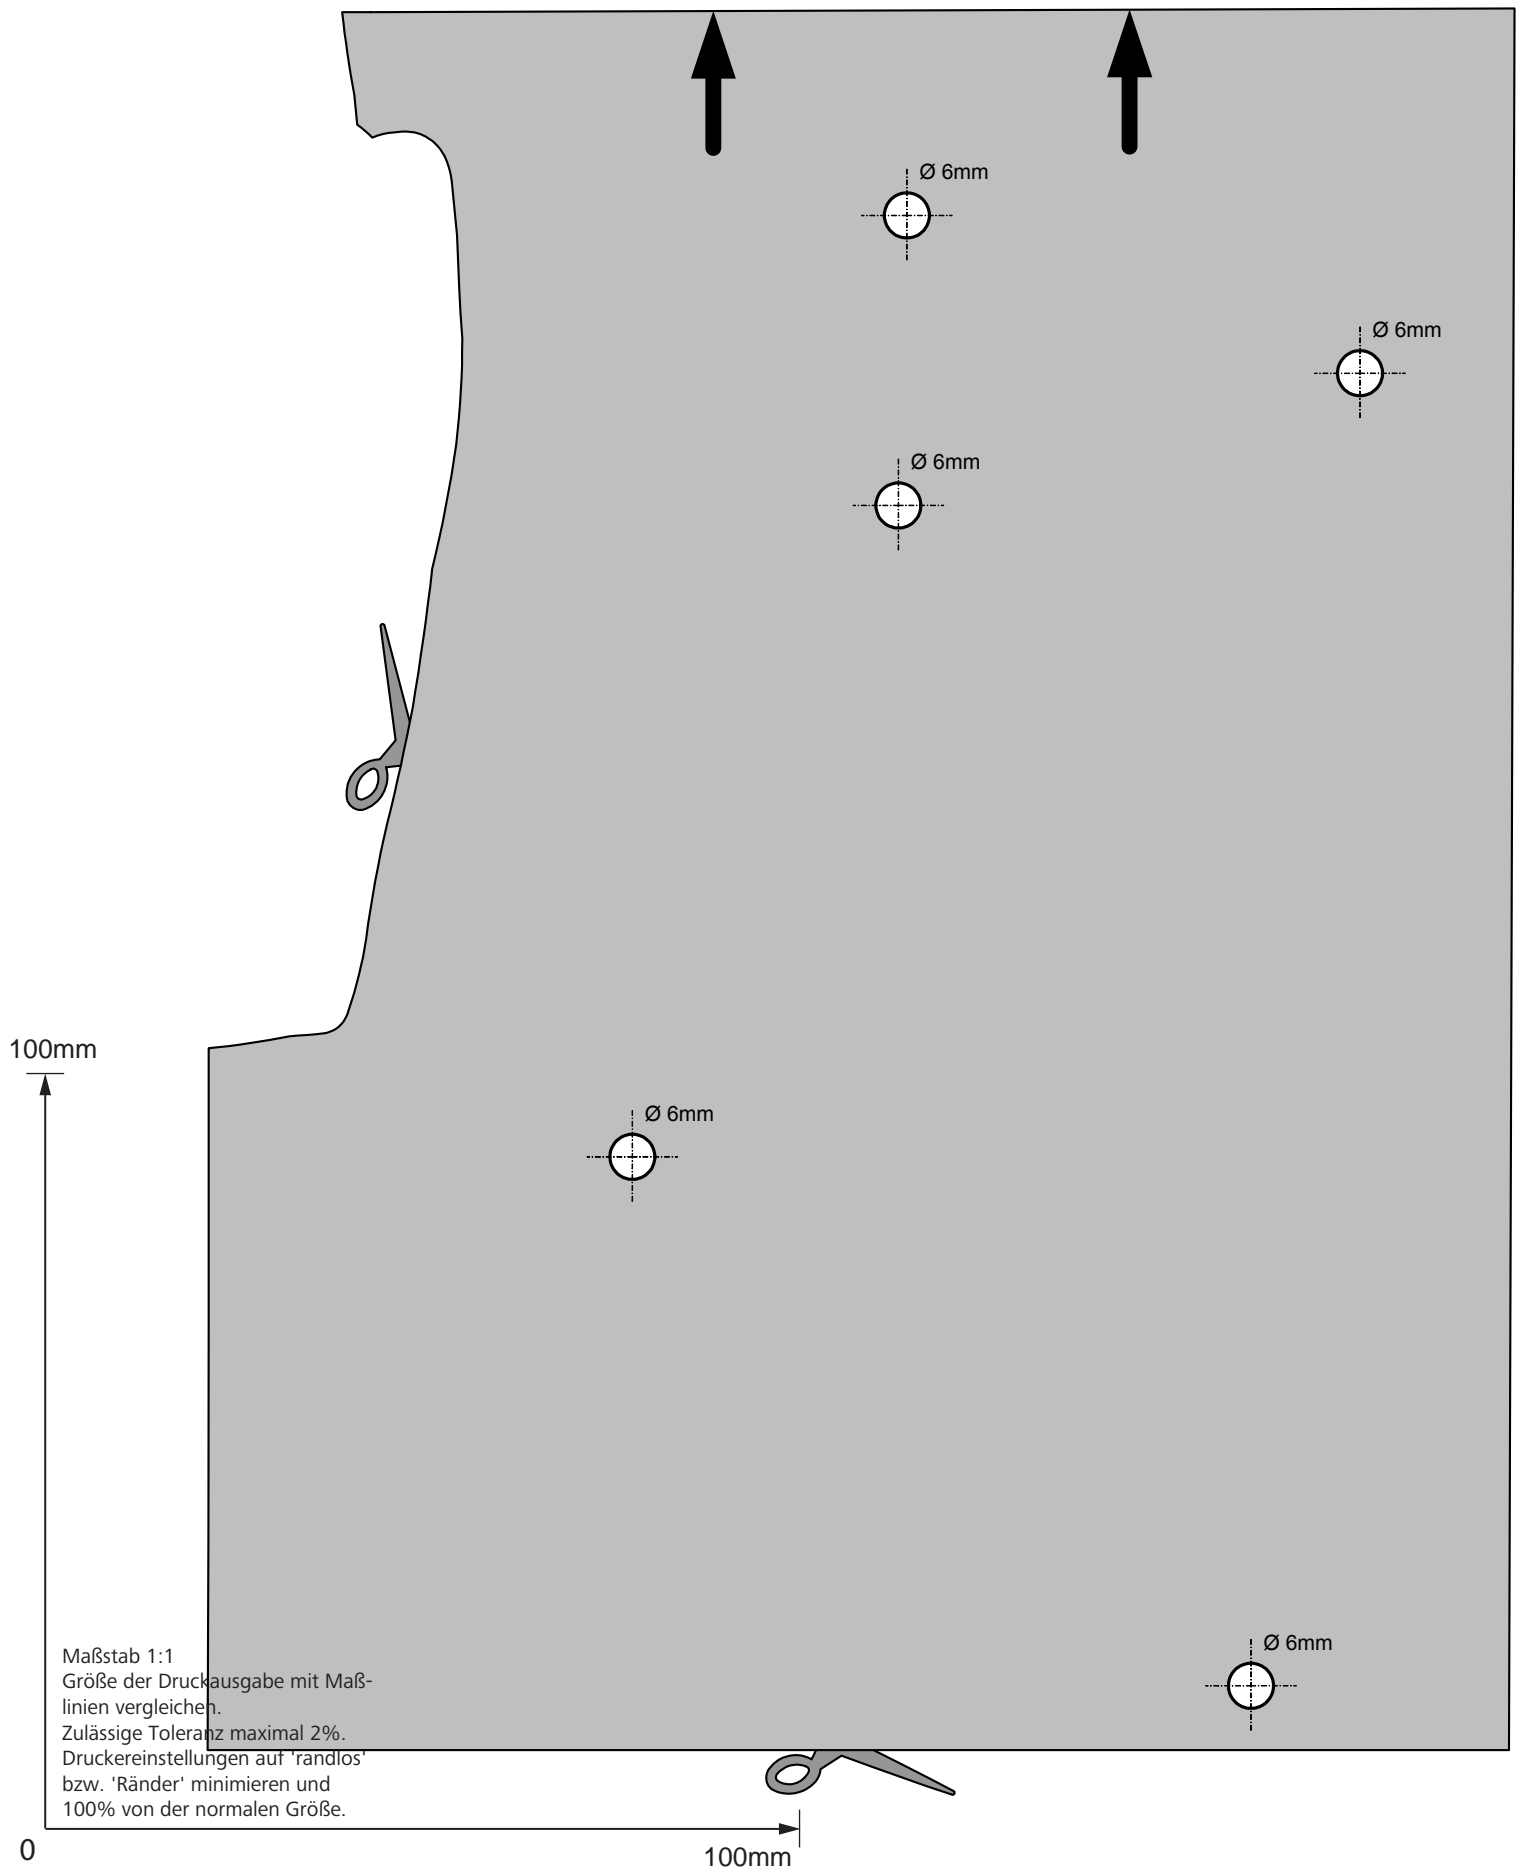 Ø 6mm
Ø 6mm
Ø 6mm
100mm
Ø 6mm
Ø 6mm
Maßstab 1:1
Größe der Druckausgabe mit Maß-
linien vergleichen.
Zulässige Toleranz maximal 2%.
Druckereinstellungen auf 'randlos'
bzw. 'Ränder' minimieren und
100% von der normalen Größe.
0
100mm